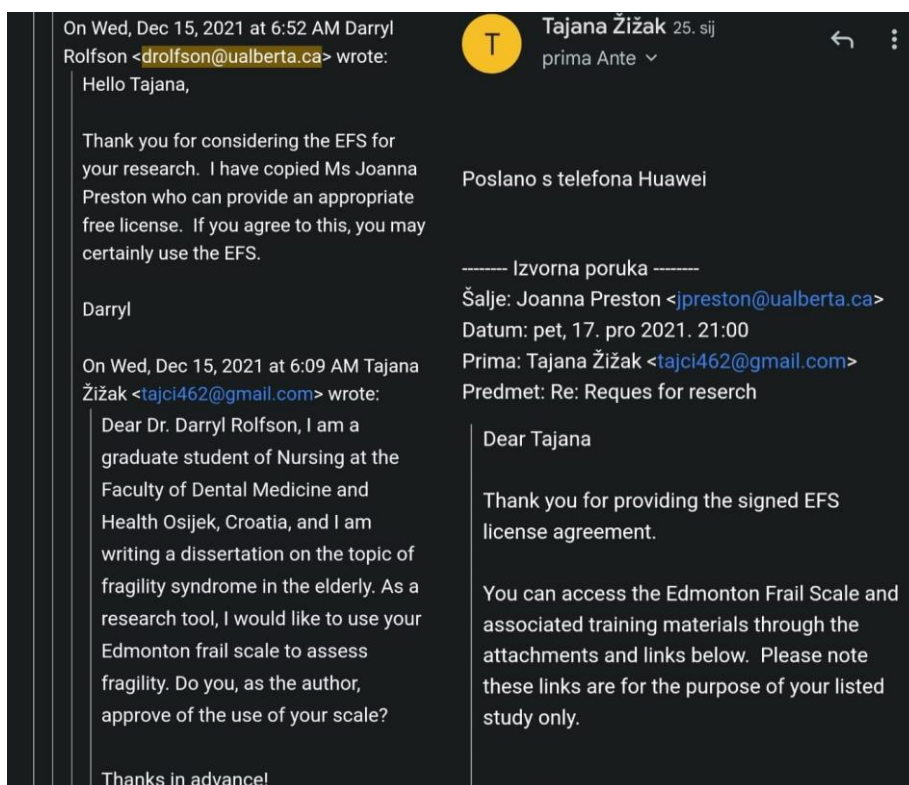 On Wed, Dec 15, 2021 at 6:52 AM Darryl
Rolfson <drolfson@ualberta.ca> wrote:
Hello Tajana,
Thank you for considering the EFS for
your research.  I have copied Ms Joanna
Preston who can provide an appropriate
free license.  If you agree to this, you may
certainly use the EFS.
Darryl
On Wed, Dec 15, 2021 at 6:09 AM Tajana
Žižak <tajci462@gmail.com> wrote:
Dear Dr. Darryl Rolfson, I am a
graduate student of Nursing at the
Faculty of Dental Medicine and
Health Osijek, Croatia, and I am
writing a dissertation on the topic of
fragility syndrome in the elderly. As a
research tool, I would like to use your
Edmonton frail scale to assess
fragility. Do you, as the author,
approve of the use of your scale?
Thanks in advance!
T
Tajana Žižak 25. sij
prima Ante
Poslano s telefona Huawei
-------- Izvorna poruka --------
Šalje: Joanna Preston <jpreston@ualberta.ca>
Datum: pet, 17. pro 2021. 21:00
Prima: Tajana Žižak <tajci462@gmail.com>
Predmet: Re: Reques for reserch
Dear Tajana
Thank you for providing the signed EFS
license agreement.
You can access the Edmonton Frail Scale and
associated training materials through the
attachments and links below.  Please note
these links are for the purpose of your listed
study only.